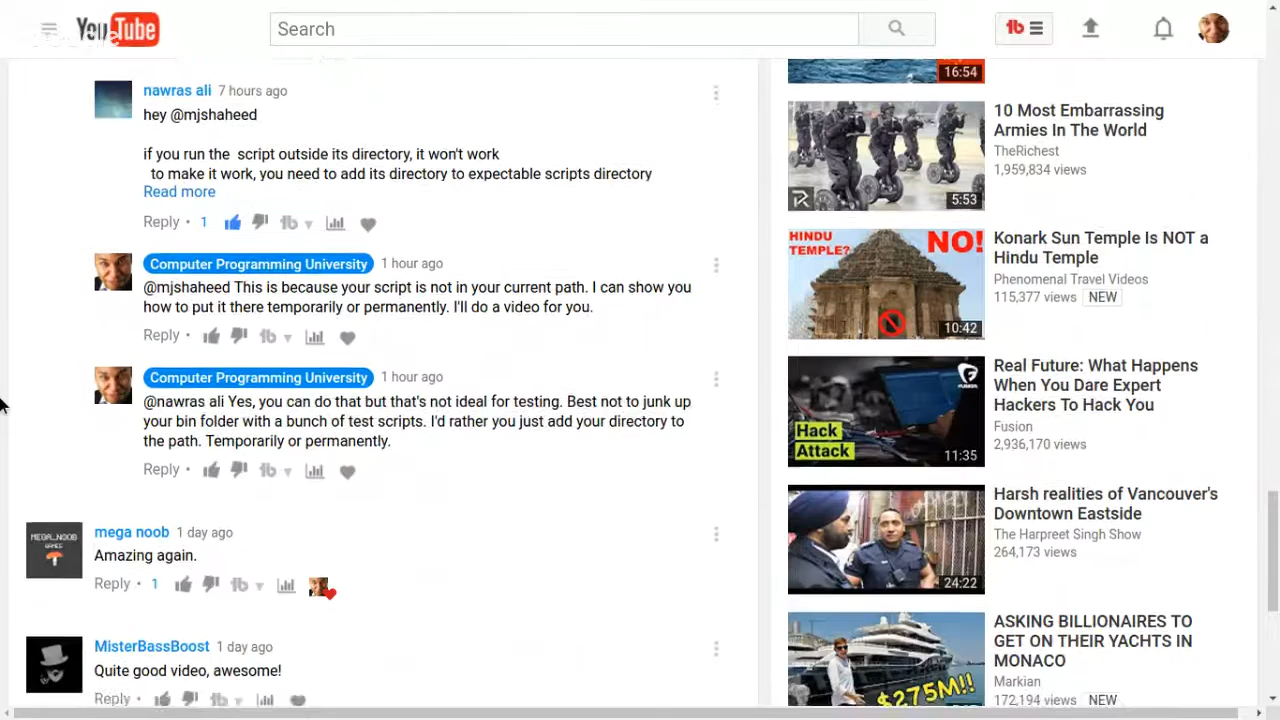 YouTube
Search
nawras ali 7 hours ago
hey @mjshaheed
if you run the script outside its directory, it won't work
to make it work, you need to add its directory to expectable scripts directory
Read more
Reply • 1
Computer Programming University 1 hour ago
@mjshaheed This is because your script is not in your current path. I can show you
how to put it there temporarily or permanently. I'll do a video for you.
Reply •
Computer Programming University 1 hour ago
@nawras ali Yes, you can do that but that's not ideal for testing. Best not to junk up
your bin folder with a bunch of test scripts. I'd rather you just add your directory to
the path. Temporarily or permanently.
Reply •
MEGA_NOOB
GAMES
mega noob 1 day ago
Amazing again.
Reply • 1
MisterBassBoost 1 day ago
Quite good video, awesome!
Reply •
16:54
5:53
10 Most Embarrassing
Armies In The World
TheRichest
1,959,834 views
HINDU
TEMPLE?
NO!
10:42
Konark Sun Temple Is NOT a
Hindu Temple
Phenomenal Travel Videos
115,377 views NEW
FUSION
Hack
Attack
11:35
Real Future: What Happens
When You Dare Expert
Hackers To Hack You
Fusion
2,936,170 views
24:22
Harsh realities of Vancouver's
Downtown Eastside
The Harpreet Singh Show
264,173 views
$275M!!
ASKING BILLIONAIRES TO
GET ON THEIR YACHTS IN
MONACO
Markian
172,194 views NEW